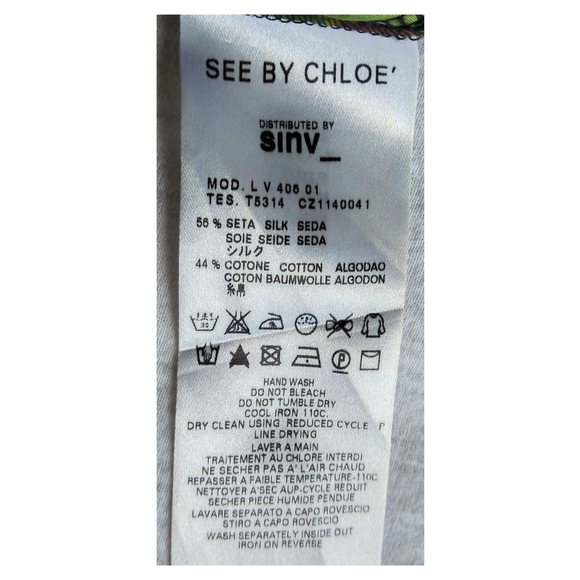 SEE BY CHLOE'
DISTRIBUTED BY
sinv_
MOD. L V 406 01
TES. T5314 CZ1140041
56 % SETA SILK SEDA
SOIE SEIDE SEDA
シルク
44 % COTONE COTTON ALGODAO
COTON BAUMWOLLE ALGODON
綿
30
P
HAND WASH
DO NOT BLEACH
DO NOT TUMBLE DRY
COOL IRON 110C.
DRY CLEAN USING REDUCED CYCLE
LINE DRYING
LAVER A MAIN
TRAITEMENT AU CHLORE INTERDI
NE SECHER PAS A' L'AIR CHAUD
REPASSER A FAIBLE TEMPERATURE-110C
NETTOYER A'SEC AUP-CYCLE REDUIT
SECHER PIECE HUMIDE PENDUE
LAVARE SEPARATO A CAPO ROVESCIO
STIRO A CAPO ROVESCIO
WASH SEPARATELY INSIDE OUT
IRON ON REVERSE